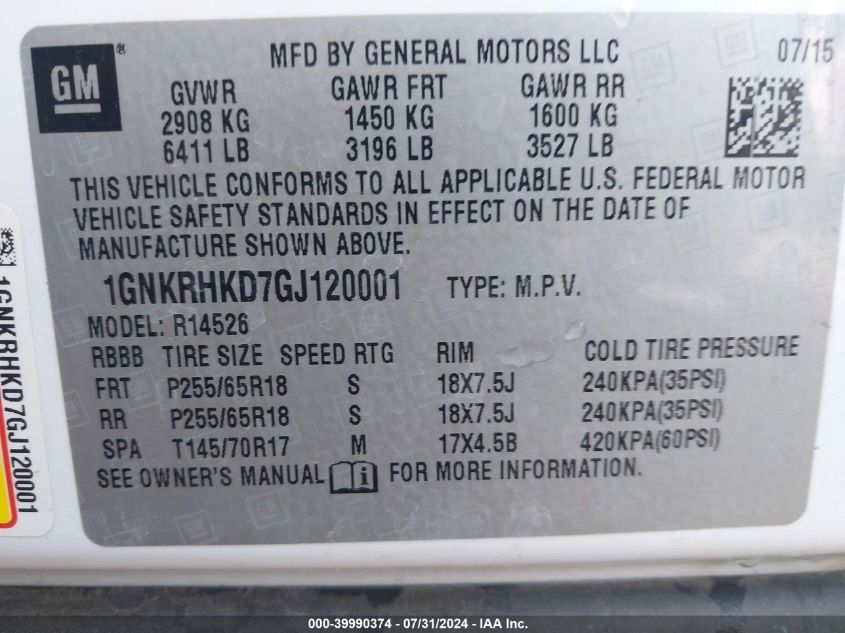 GM®
MFD BY GENERAL MOTORS LLC 07/15
GVWR GAWR FRT GAWR RR
2908 KG 1450 KG 1600 KG
6411 LB 3196 LB 3527 LB
THIS VEHICLE CONFORMS TO ALL APPLICABLE U.S. FEDERAL MOTOR
VEHICLE SAFETY STANDARDS IN EFFECT ON THE DATE OF
MANUFACTURE SHOWN ABOVE.
1GNKRHKD7GJ120001 TYPE: M.P.V.
MODEL: R14526
RBBB TIRE SIZE SPEED RTG RIM COLD TIRE PRESSURE
FRT P255/65R18 S 18X7.5J 240KPA(35PSI)
RR P255/65R18 S 18X7.5J 240KPA(35PSI)
SPA T145/70R17 M 17X4.5B 420KPA(60PSI)
SEE OWNER'S MANUAL FOR MORE INFORMATION.
1GNKRHKD7GJ120001
000-39990374 - 07/31/2024 - IAA Inc.